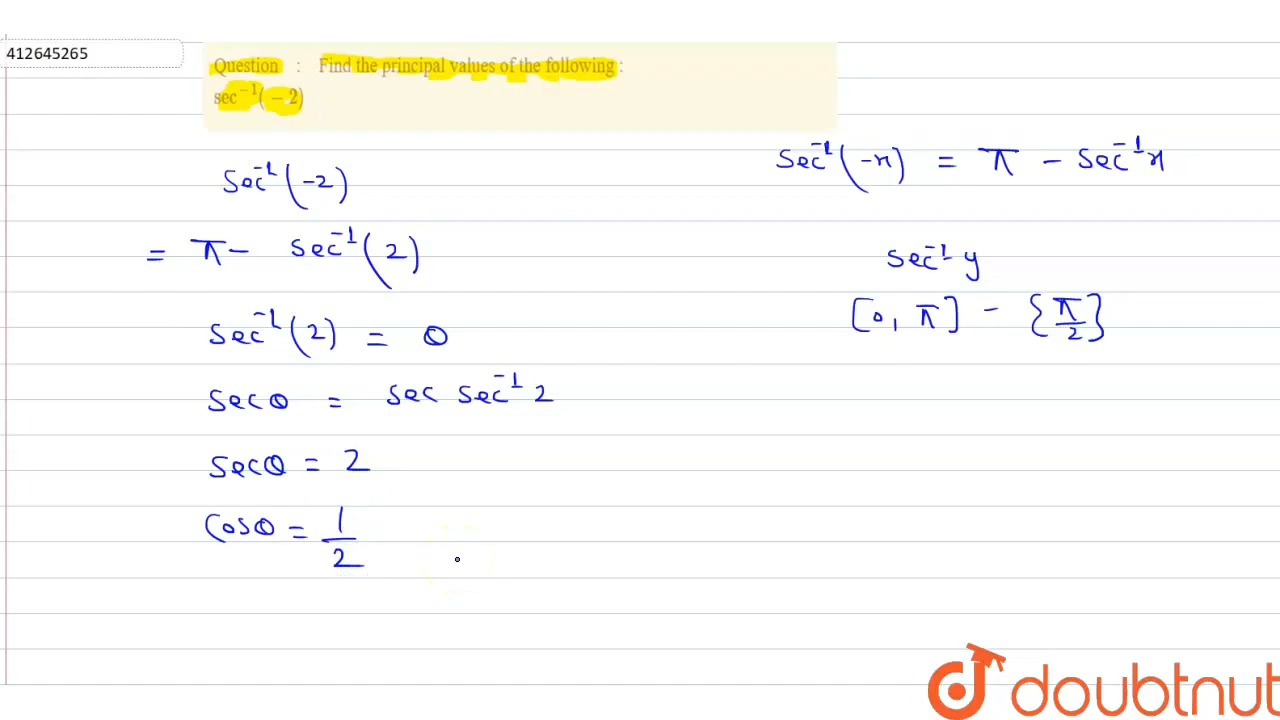 412645265
Question : Find the principal values of the following :
sec⁻¹(−2)
sec⁻¹(-2)
= π - sec⁻¹(2)
sec⁻¹(2) = θ
secθ = sec sec⁻¹ 2
secθ = 2
cosθ = 1/2
sec⁻¹(-x) = π - sec⁻¹x
sec⁻¹ y
[0, π] - {π/2}
doubtnut